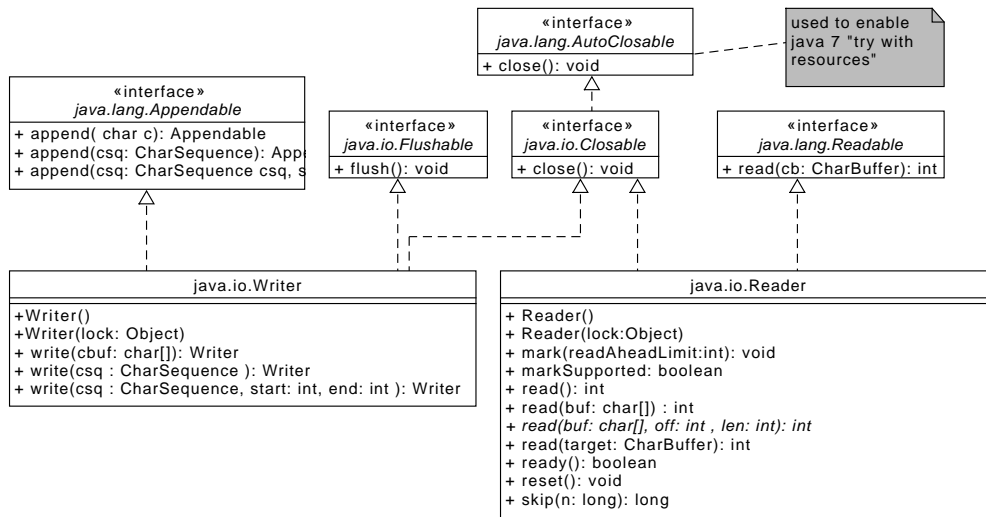 «interface»
java.lang.AutoClosable
+ close(): void
used to enable
java 7 "try with
resources"
«interface»
java.lang.Appendable
+ append( char c): Appendable
+ append(csq: CharSequence): Appe
+ append(csq: CharSequence csq, s
«interface»
java.io.Flushable
+ flush(): void
«interface»
java.io.Closable
+ close(): void
«interface»
java.lang.Readable
+ read(cb: CharBuffer): int
java.io.Writer
+Writer()
+Writer(lock: Object)
+ write(cbuf: char[]): Writer
+ write(csq : CharSequence ): Writer
+ write(csq : CharSequence, start: int, end: int ): Writer
java.io.Reader
+ Reader()
+ Reader(lock:Object)
+ mark(readAheadLimit:int): void
+ markSupported: boolean
+ read(): int
+ read(buf: char[]) : int
+ read(buf: char[], off: int , len: int): int
+ read(target: CharBuffer): int
+ ready(): boolean
+ reset(): void
+ skip(n: long): long